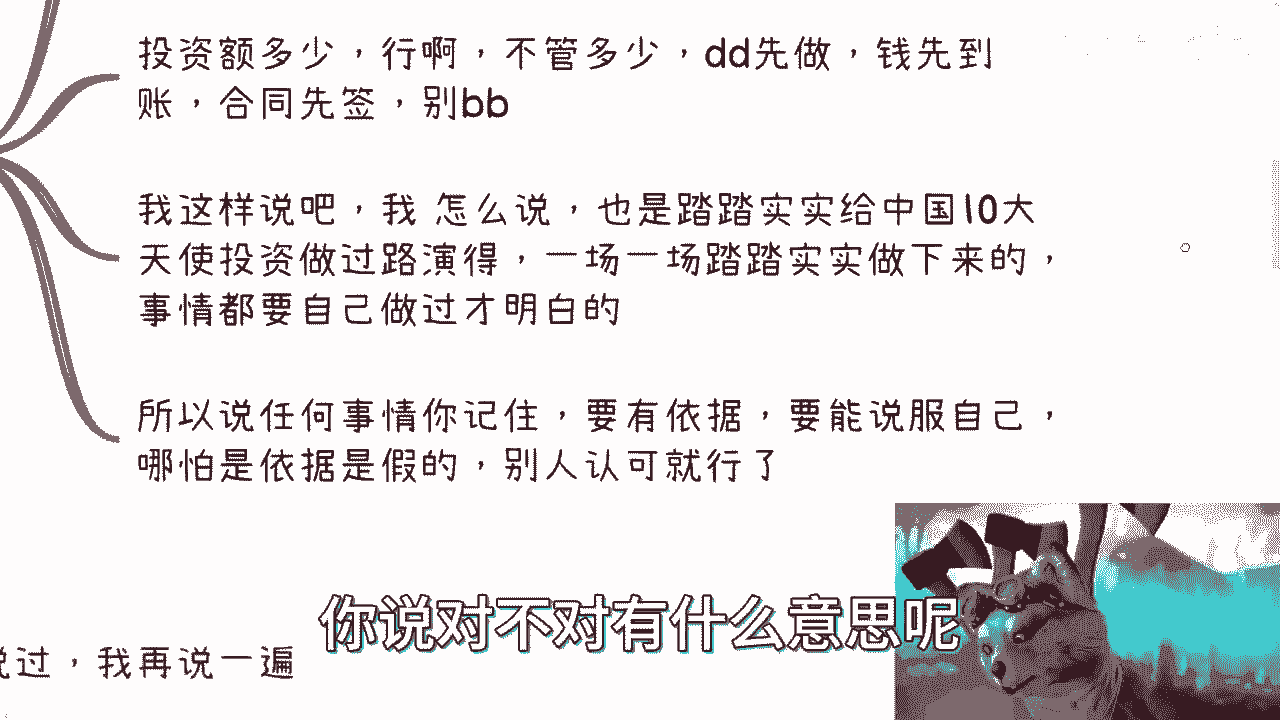 投资额多少，行啊，不管多少，dd先做，钱先到
账，合同先签，别bb
我这样说吧，我 怎么说，也是踏踏实实给中国10大
天使投资做过路演得，一场一场踏踏实实做下来的，
事情都要自己做过才明白的
所以说任何事情你记住，要有依据，要能说服自己，
哪怕是依据是假的，别人认可就行了
你说对不对有什么意思呢
说过，我再说一遍